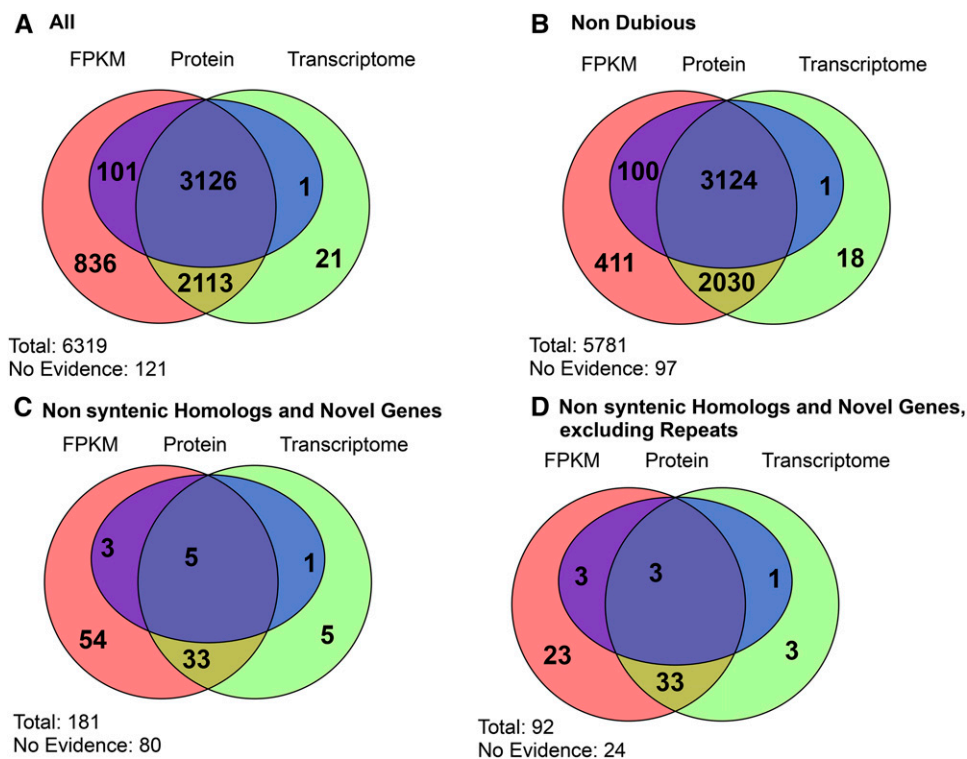 A All
FPKM Protein Transcriptome
101 3126 1
836 2113 21
Total: 6319
No Evidence: 121
B Non Dubious
FPKM Protein Transcriptome
100 3124 1
411 2030 18
Total: 5781
No Evidence: 97
C Non syntenic Homologs and Novel Genes
FPKM Protein Transcriptome
3 5 1
54 33 5
Total: 181
No Evidence: 80
D Non syntenic Homologs and Novel Genes,
excluding Repeats
FPKM Protein Transcriptome
3 3 1
23 33 3
Total: 92
No Evidence: 24